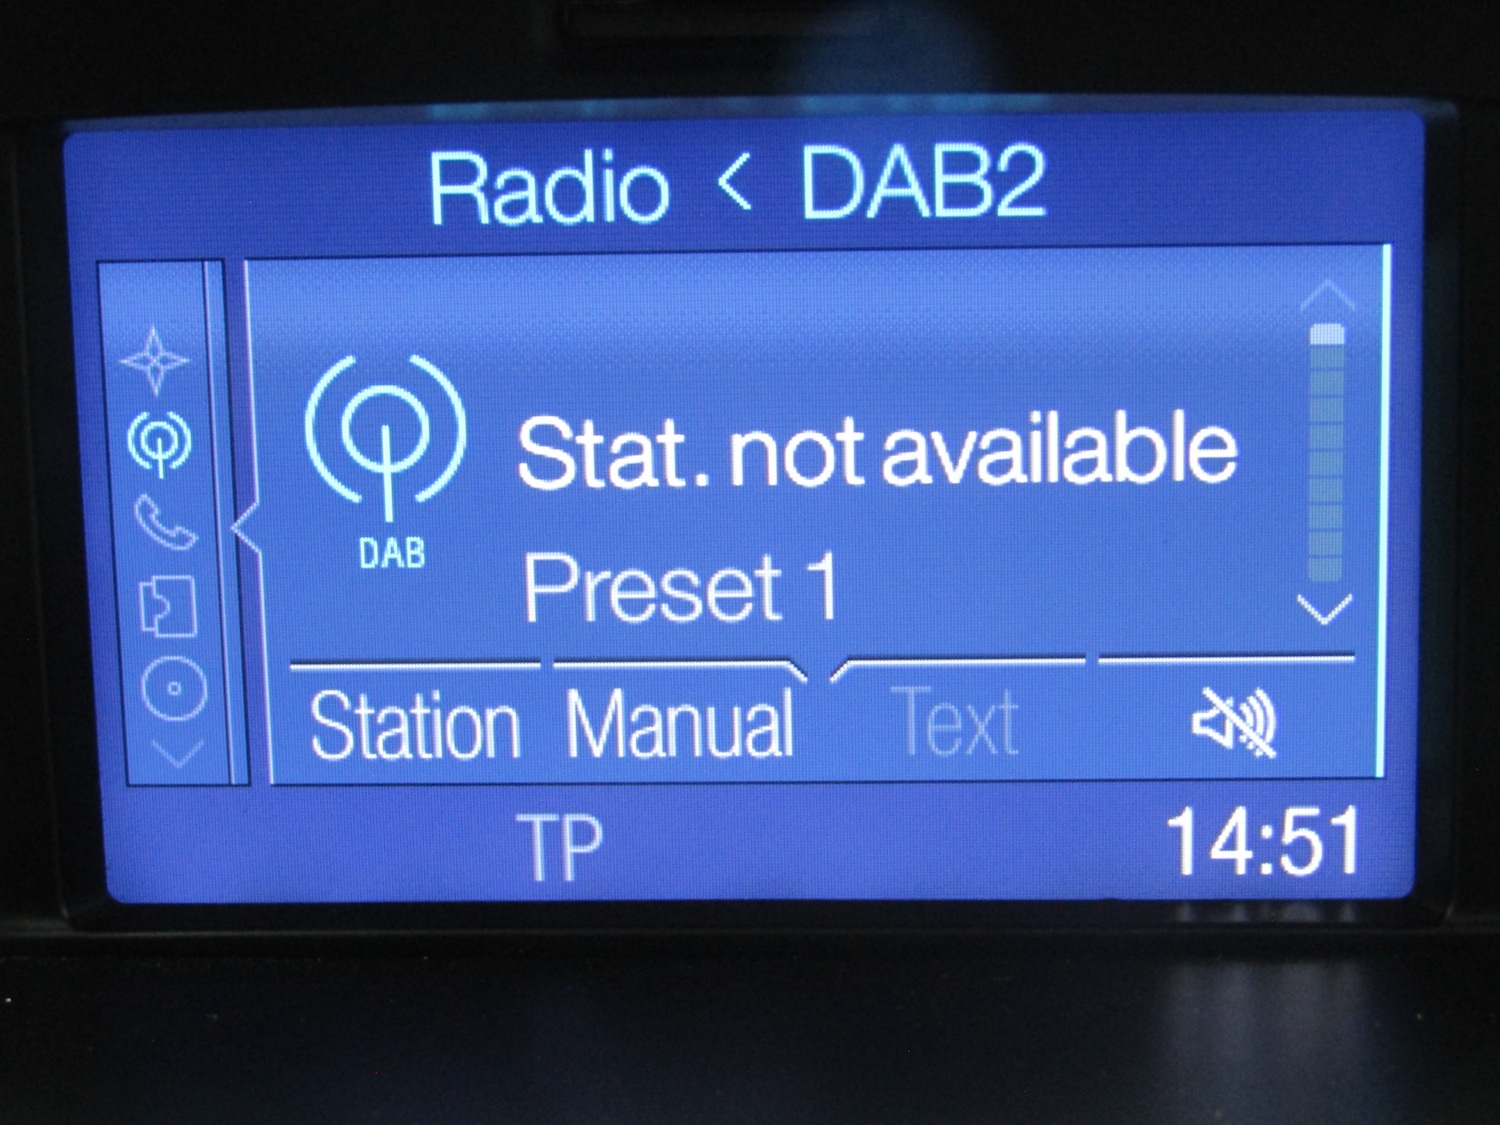 Radio < DAB2
Stat. not available
DAB
Preset 1
Station Manual Text
TP 14:51